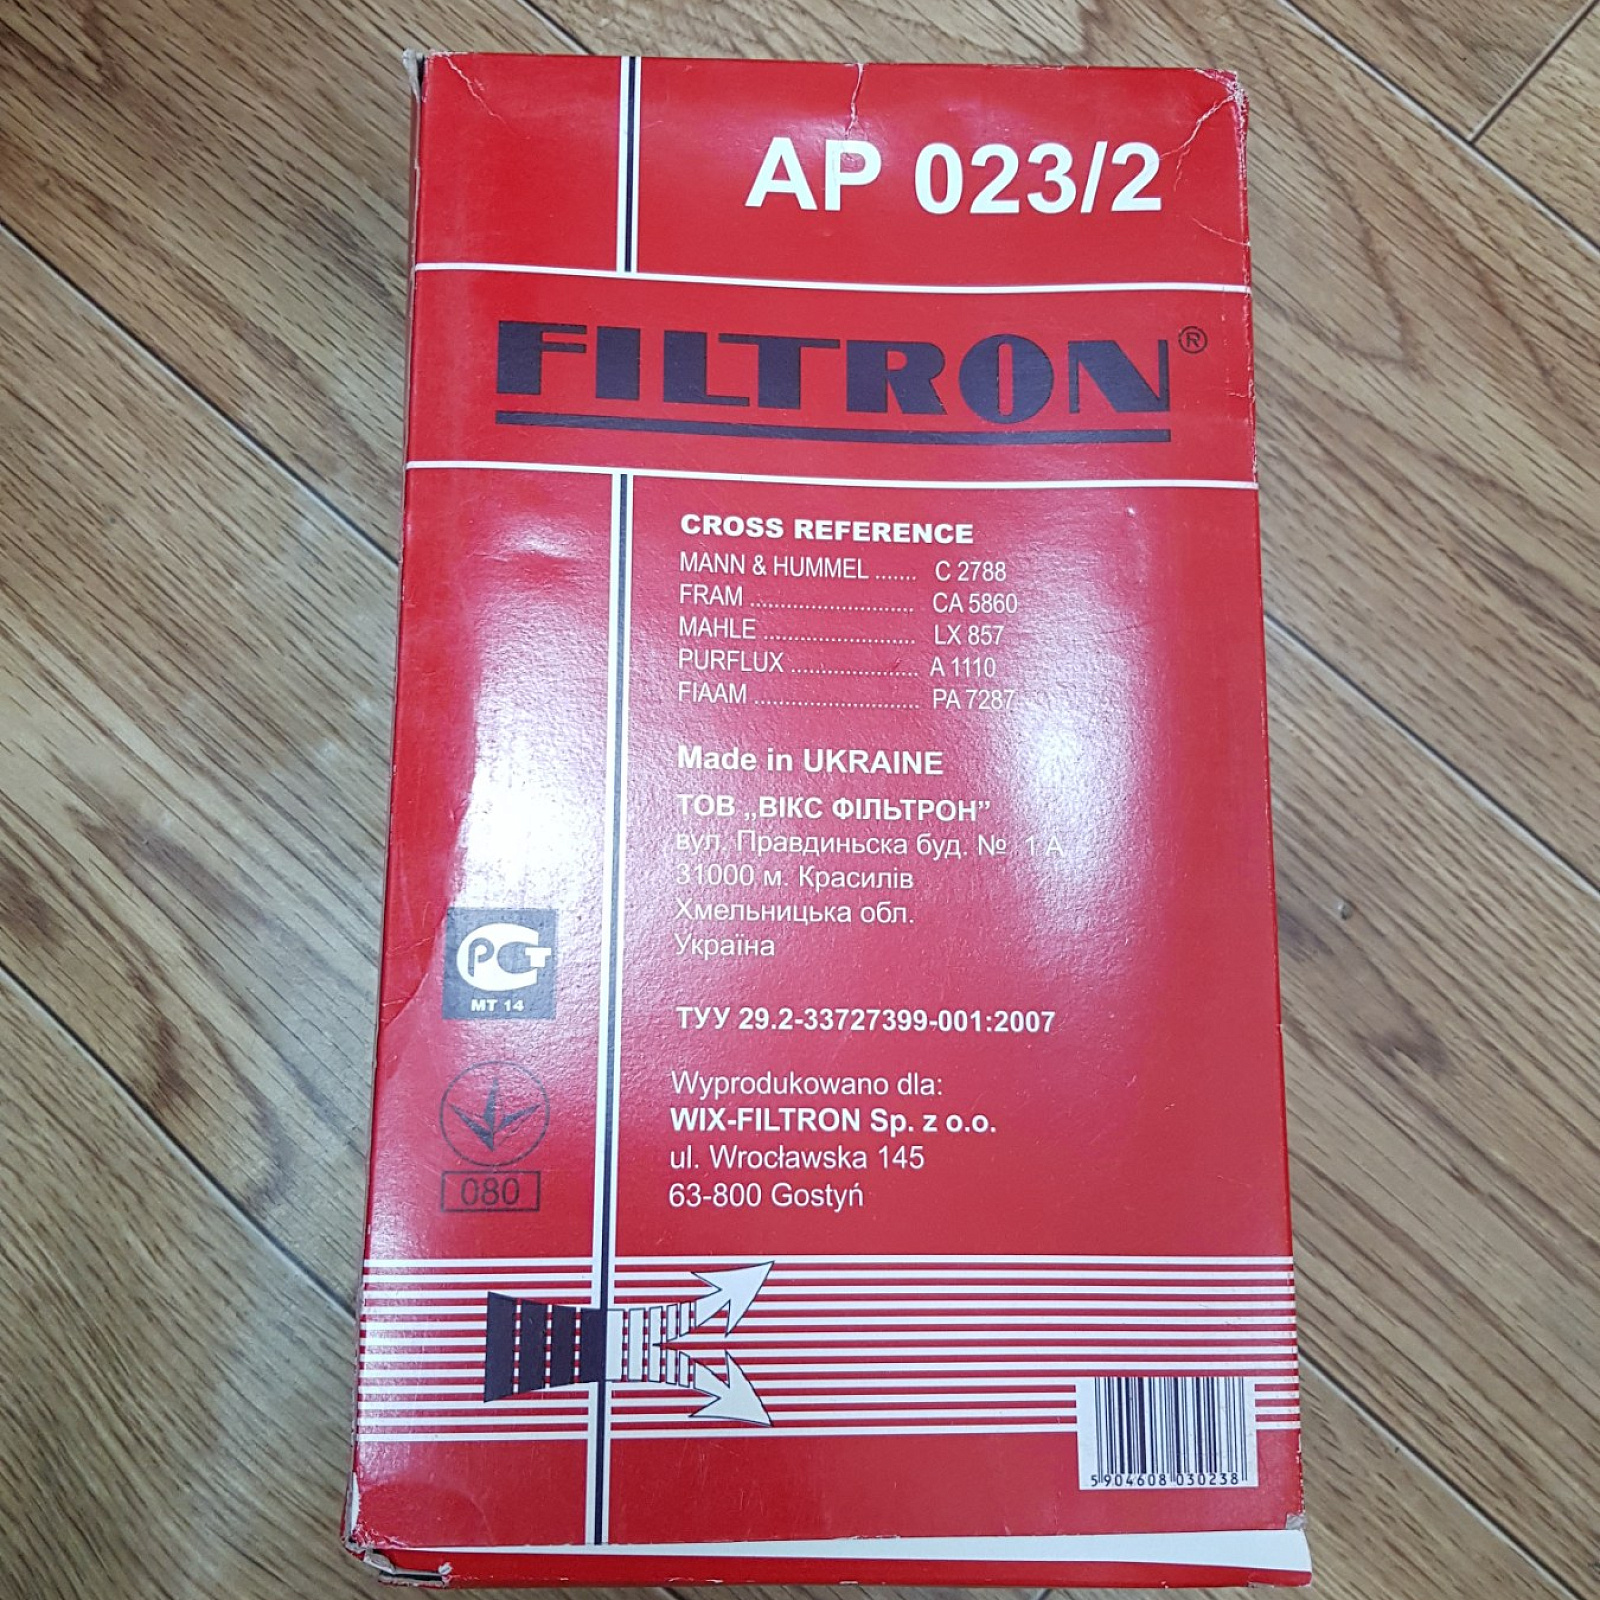 AP 023/2
FILTRON®
CROSS REFERENCE
MANN & HUMMEL ....... C 2788
FRAM ........................... CA 5860
MAHLE ......................... LX 857
PURFLUX ..................... A 1110
FIAAM ........................... PA 7287
Made in UKRAINE
ТОВ „ВІКС ФІЛЬТРОН”
вул. Правдиньска буд. № 1 А
31000 м. Красилів
Хмельницька обл.
Україна
РСТ
МТ 14
ТУУ 29.2-33727399-001:2007
080
Wyprodukowano dla:
WIX-FILTRON Sp. z o.o.
ul. Wrocławska 145
63-800 Gostyń
5 904608 030238